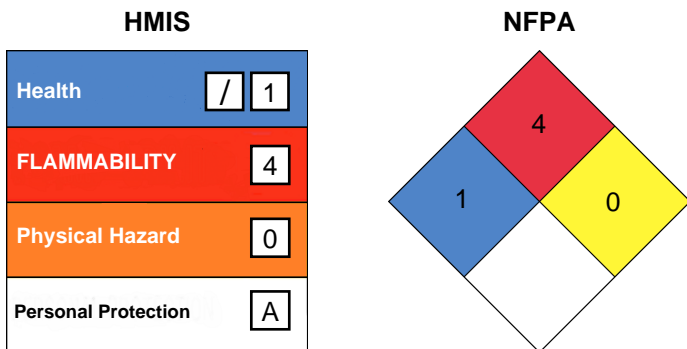 HMIS
Health / 1
FLAMMABILITY 4
Physical Hazard 0
Personal Protection A
NFPA
4
1 0